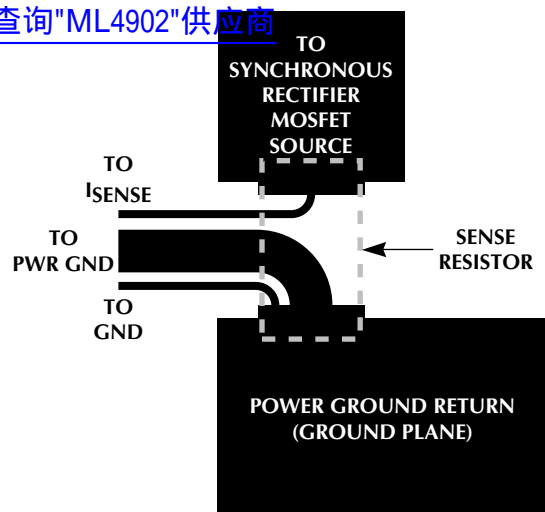 查询"ML4902"供应商
TO
SYNCHRONOUS
RECTIFIER
MOSFET
SOURCE
TO
ISENSE
TO
PWR GND
TO
GND
SENSE
RESISTOR
POWER GROUND RETURN
(GROUND PLANE)